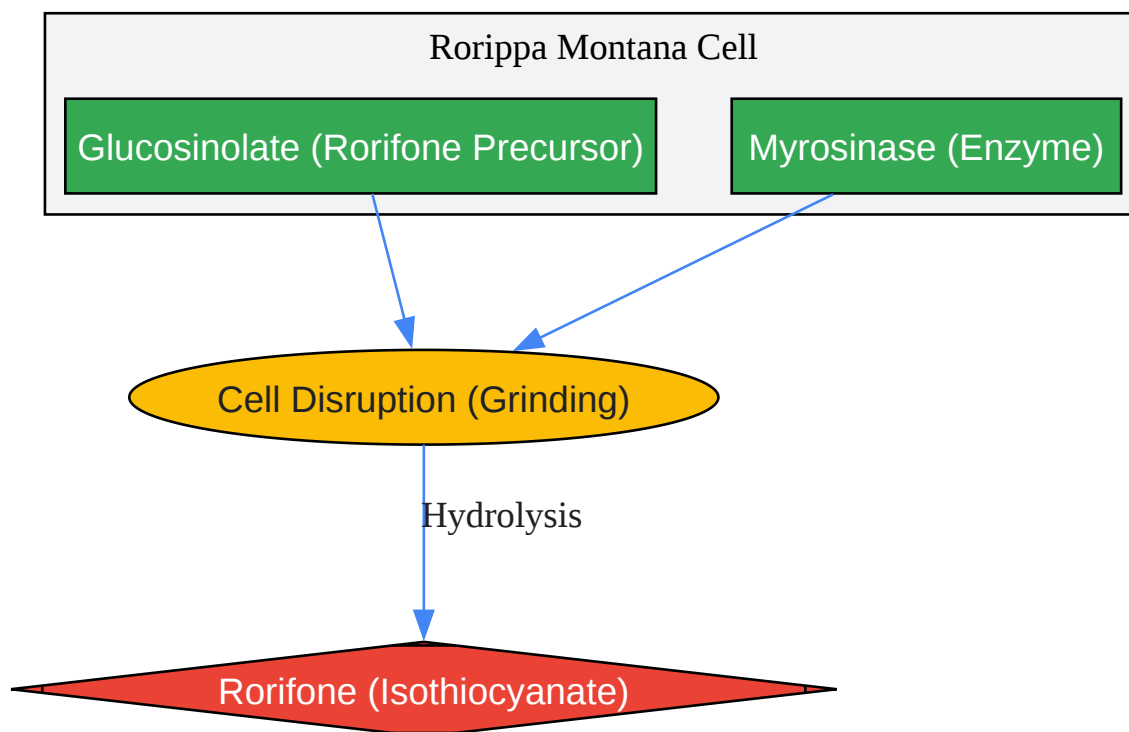 Rorippa Montana Cell
Glucosinolate (Rorifone Precursor)
Myrosinase (Enzyme)
Cell Disruption (Grinding)
Hydrolysis
Rorifone (Isothiocyanate)